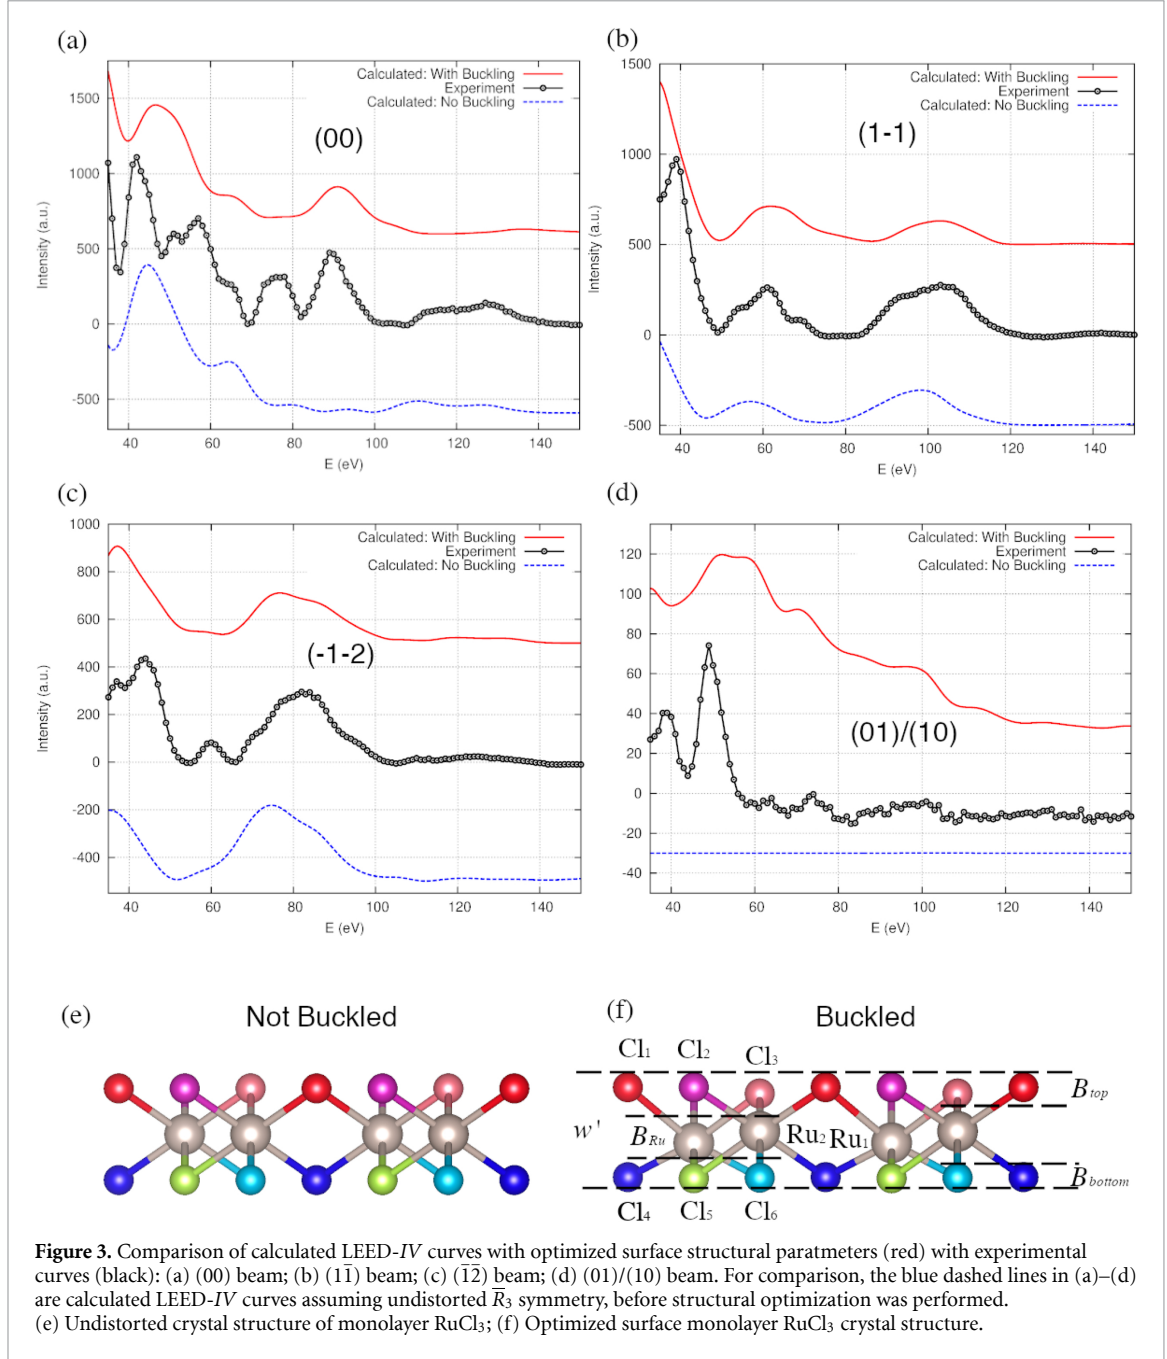 (a)
Calculated: With Buckling
Experiment
Calculated: No Buckling
(00)
1500
1000
500
0
-500
Intensity (a.u.)
40 60 80 100 120 140
E (eV)
(b)
Calculated: With Buckling
Experiment
Calculated: No Buckling
(1-1)
1500
1000
500
0
-500
Intensity (a.u.)
40 60 80 100 120 140
E (eV)
(c)
Calculated: With Buckling
Experiment
Calculated: No Buckling
(-1-2)
1000
800
600
400
200
0
-200
-400
Intensity (a.u.)
40 60 80 100 120 140
E (eV)
(d)
Calculated: With Buckling
Experiment
Calculated: No Buckling
(01)/(10)
120
100
80
60
40
20
0
-20
-40
40 60 80 100 120 140
E (eV)
(e)
Not Buckled
(f)
Buckled
Cl₁ Cl₂ Cl₃
B_top
w' B_Ru Ru₂ Ru₁
B_bottom
Cl₄ Cl₅ Cl₆
Figure 3. Comparison of calculated LEED-IV curves with optimized surface structural paratmeters (red) with experimental
curves (black): (a) (00) beam; (b) (11̅) beam; (c) (1̅2̅) beam; (d) (01)/(10) beam. For comparison, the blue dashed lines in (a)–(d)
are calculated LEED-IV curves assuming undistorted R̅₃ symmetry, before structural optimization was performed.
(e) Undistorted crystal structure of monolayer RuCl₃; (f) Optimized surface monolayer RuCl₃ crystal structure.